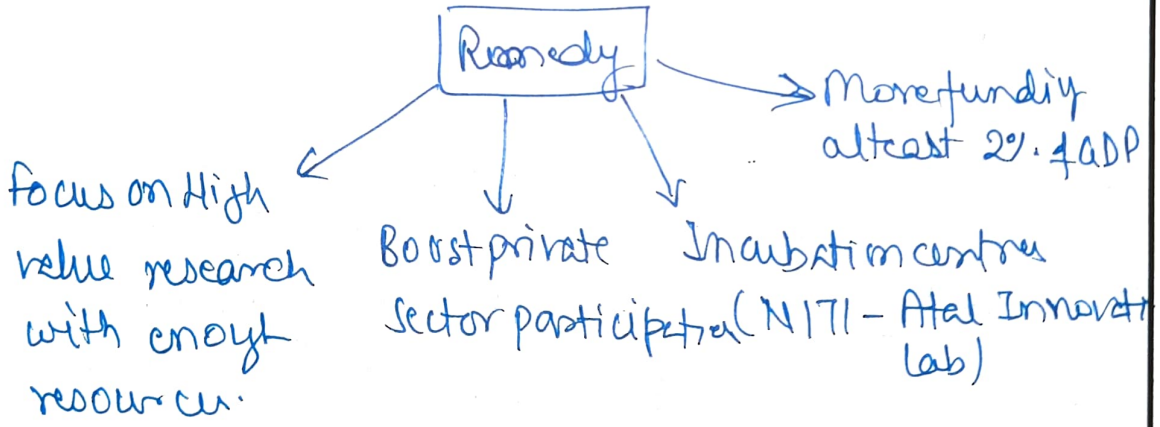 Remedy
More funding
atleast 2% of GDP
focus on High
value research
with enough
resources.
Boost private
sector participation
Incubation centres
(NITI - Atal Innovati
lab)